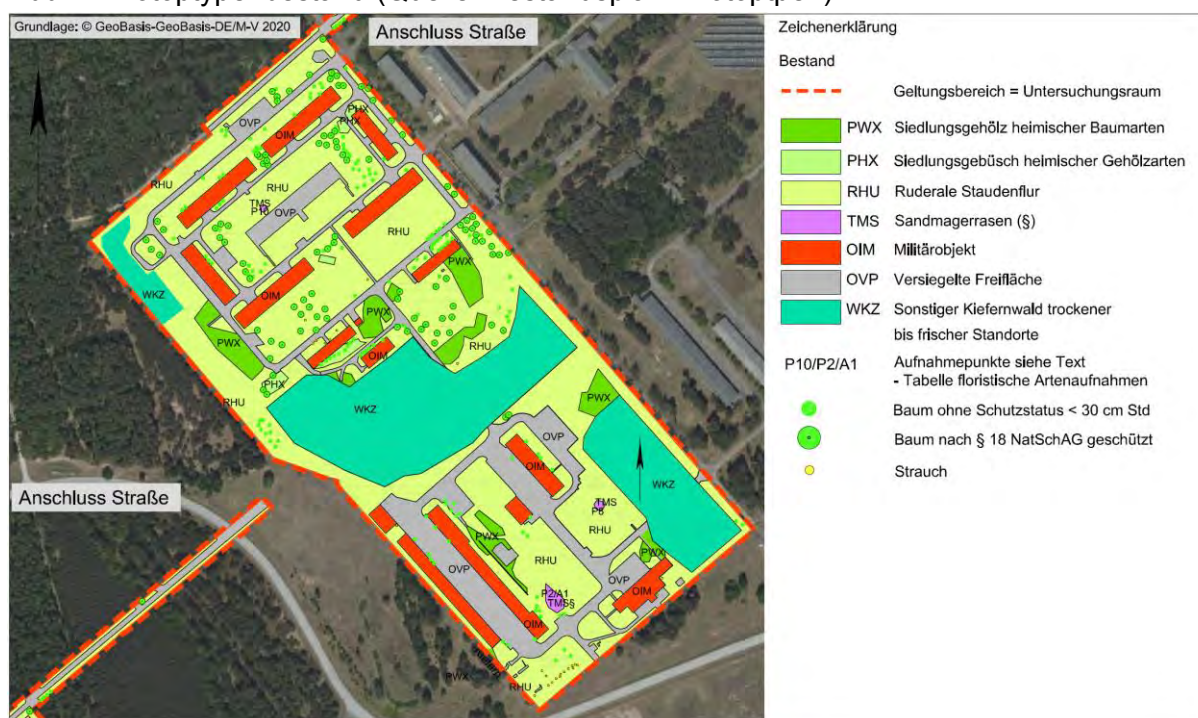 Grundlage: © GeoBasis-GeoBasis-DE/M-V 2020
Anschluss Straße
OVP
OIM
PHX
PHX
RHU
RHU
TMS
P10
OVP
RHU
WKZ
OIM
PWX
PWX
PWX
OIM
RHU
PHX
RHU
WKZ
PWX
OVP
OIM
WKZ
TMS
P6
RHU
PWX
RHU
PWX
OVP
OVP
OIM
P2/A1
TMS§
OIM
PWX
RHU
Anschluss Straße
Zeichenerklärung
Bestand
Geltungsbereich = Untersuchungsraum
PWX Siedlungsgehölz heimischer Baumarten
PHX Siedlungsgebüsch heimischer Gehölzarten
RHU Ruderale Staudenflur
TMS Sandmagerrasen (§)
OIM Militärobjekt
OVP Versiegelte Freifläche
WKZ Sonstiger Kiefernwald trockener
bis frischer Standorte
P10/P2/A1 Aufnahmepunkte siehe Text
- Tabelle floristische Artenaufnahmen
Baum ohne Schutzstatus < 30 cm Std
Baum nach § 18 NatSchAG geschützt
Strauch